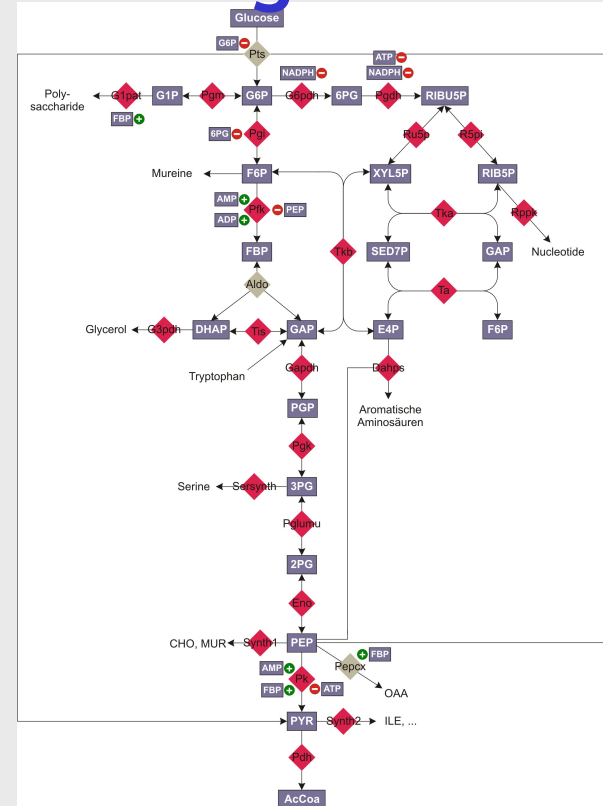 Glucose
G6P
Pts
ATP
NADPH
NADPH
Poly-
saccharide
G1pat
G1P
Pgm
G6P
G6pdh
6PG
Pgdh
RIBU5P
FBP
6PG
Pgi
Ru5p
R5pi
Mureine
F6P
XYL5P
RIB5P
AMP
ADP
Pfk
PEP
Tka
Rppk
FBP
Tkb
SED7P
GAP
Nucleotide
Aldo
Ta
Glycerol
G3pdh
DHAP
Tis
GAP
E4P
F6P
Tryptophan
Gapdh
Dahps
PGP
Aromatische
Aminosäuren
Pgk
Serine
Sersynth
3PG
Pglumu
2PG
Eno
CHO, MUR
Synth1
PEP
FBP
AMP
Pepcx
Pk
FBP
ATP
OAA
PYR
Synth2
ILE, ...
Pdh
AcCoa